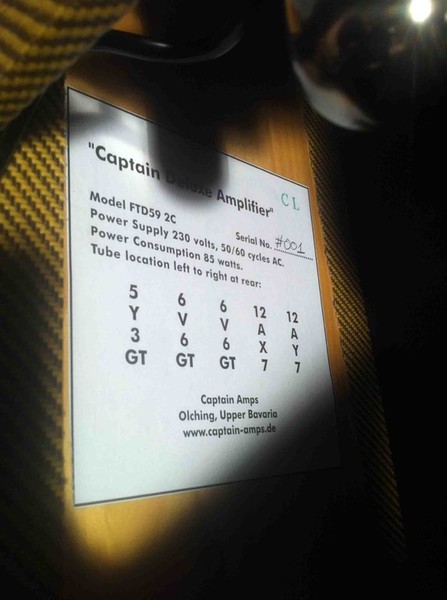 "Captain Deluxe Amplifier"
CL
Model FTD59 2C
Serial No. #001
Power Supply 230 volts, 50/60 cycles AC.
Power Consumption 85 watts.
Tube location left to right at rear:
5 6 6 12 12
Y V V A A
3 6 6 X Y
GT GT GT 7 7
Captain Amps
Olching, Upper Bavaria
www.captain-amps.de